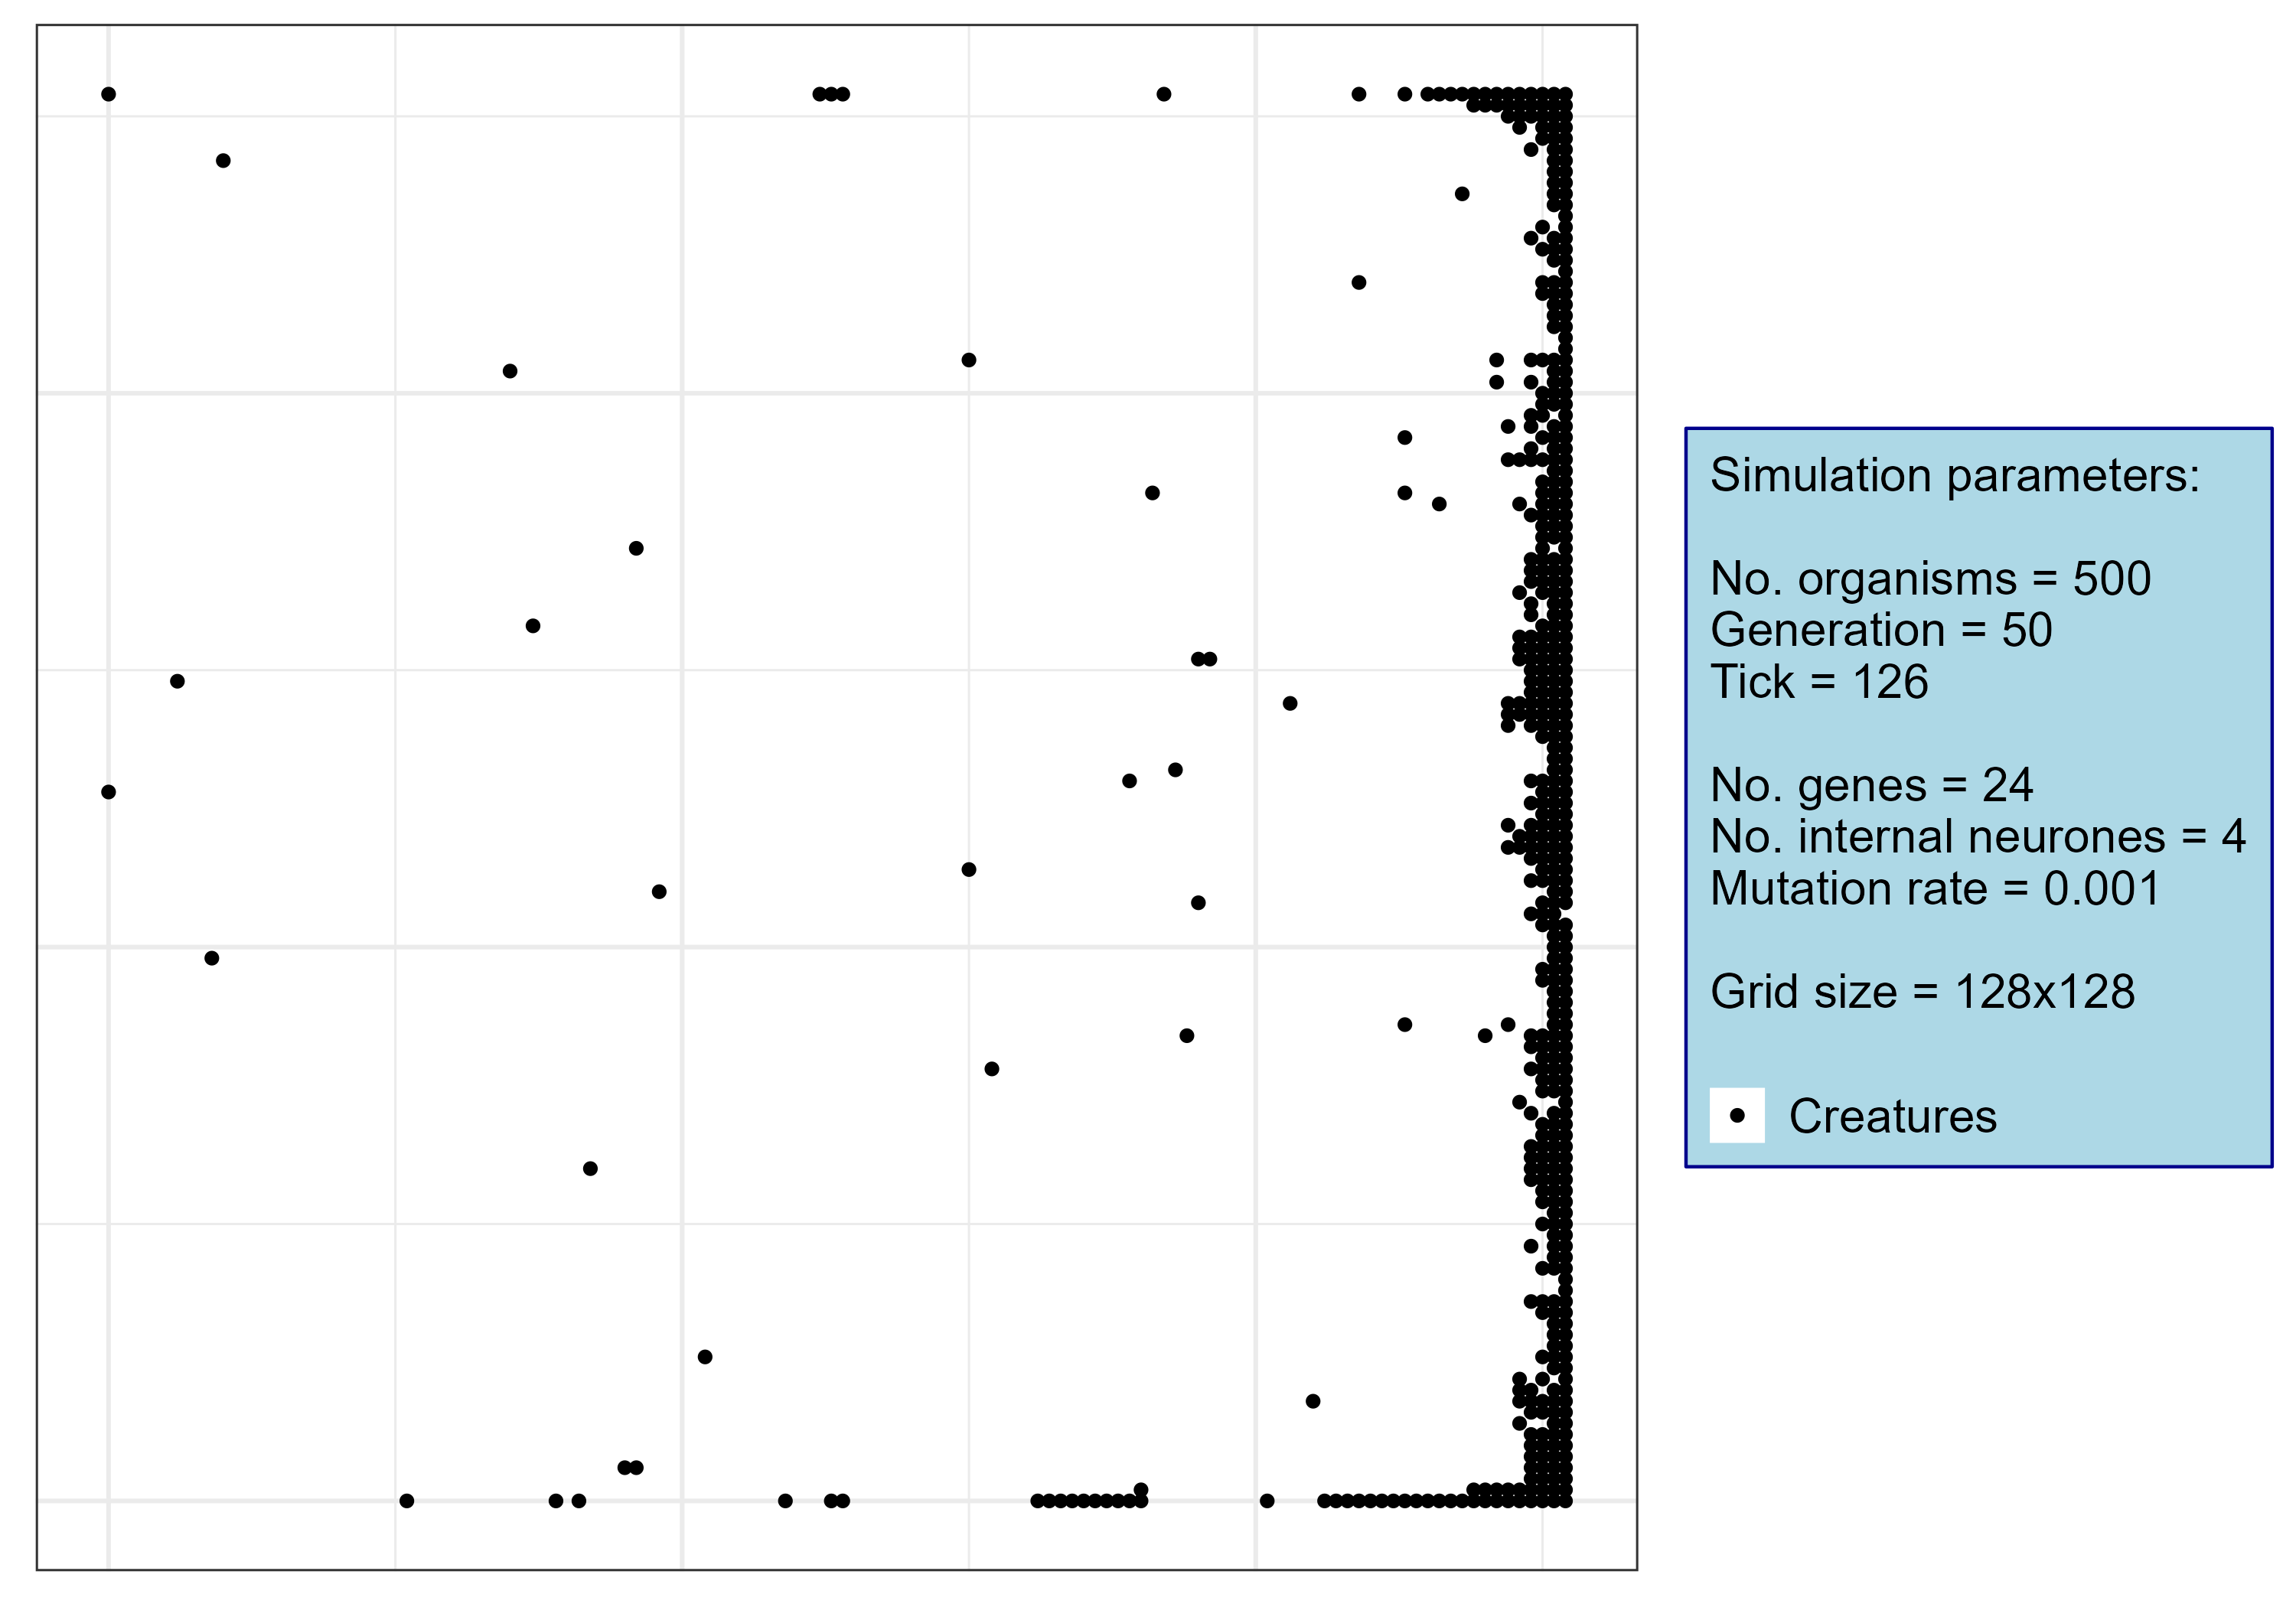 Simulation parameters:
No. organisms = 500
Generation = 50
Tick = 126
No. genes = 24
No. internal neurones = 4
Mutation rate = 0.001
Grid size = 128x128
Creatures